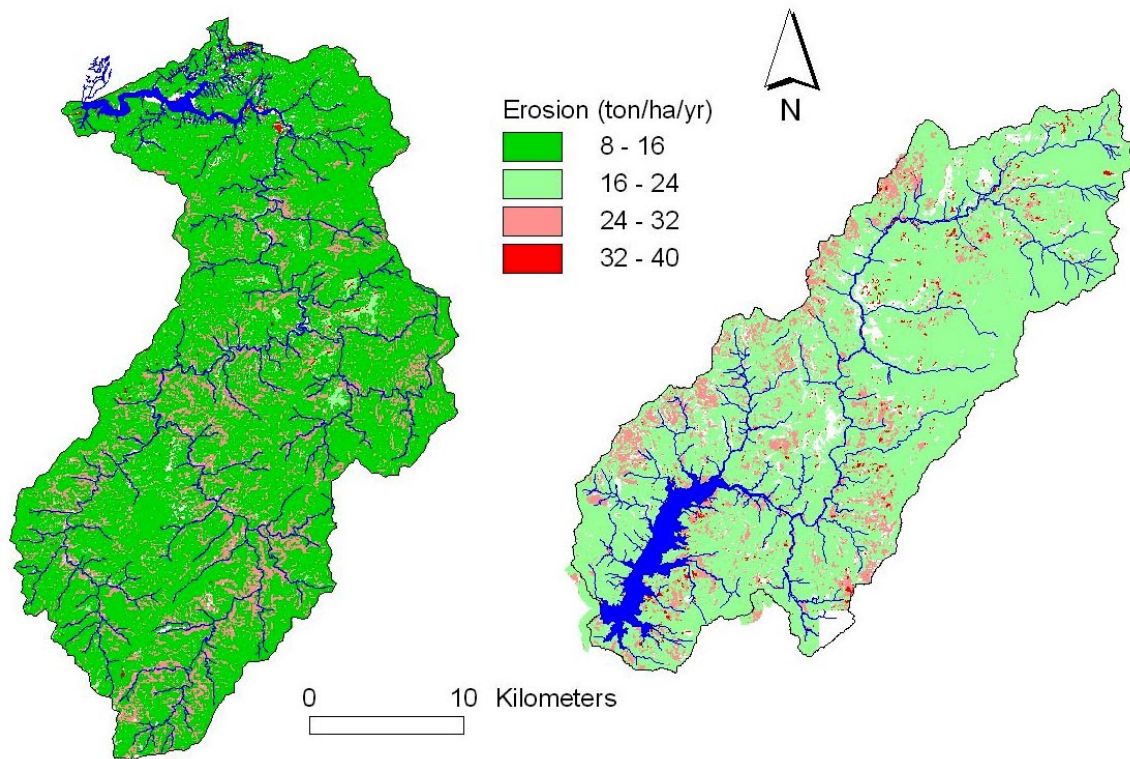 N
Erosion (ton/ha/yr)
8 - 16
16 - 24
24 - 32
32 - 40
0 10 Kilometers